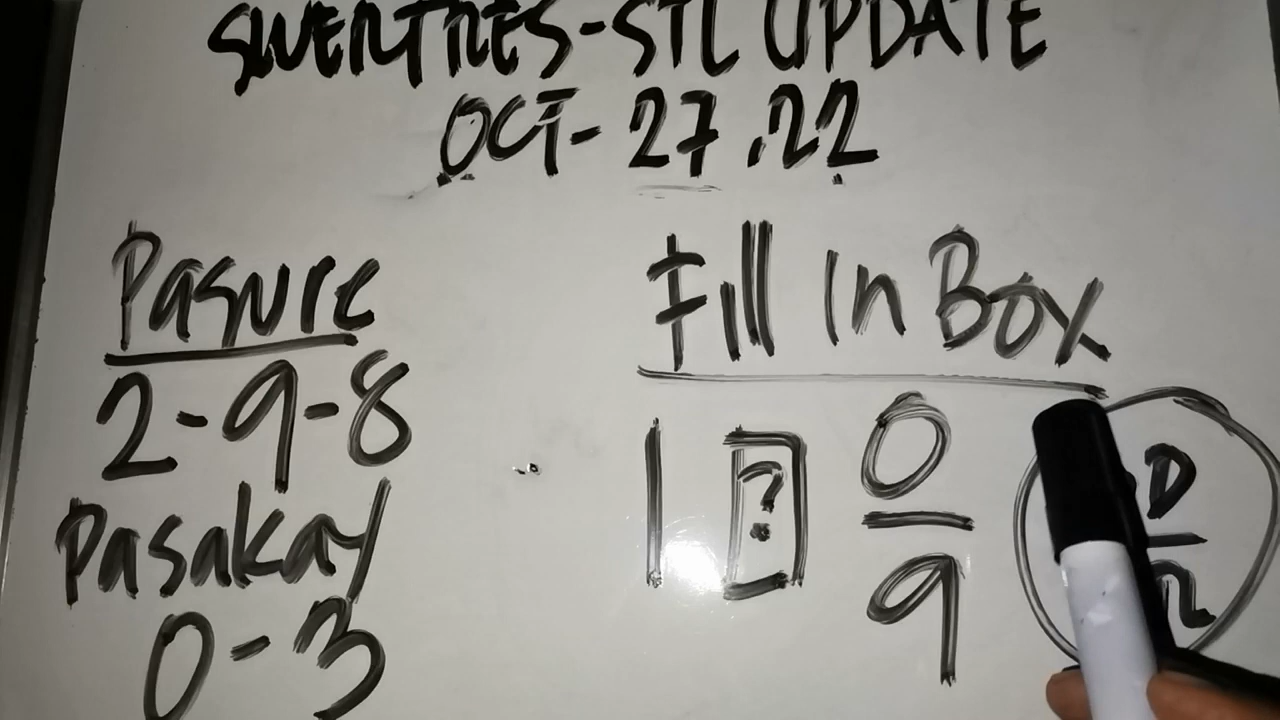 SWERTRES-STL UPDATE
OCT-27.22
Pasure
2-9-8
Pasakay
0-3
Fill In Box
1 ? 0
9
D